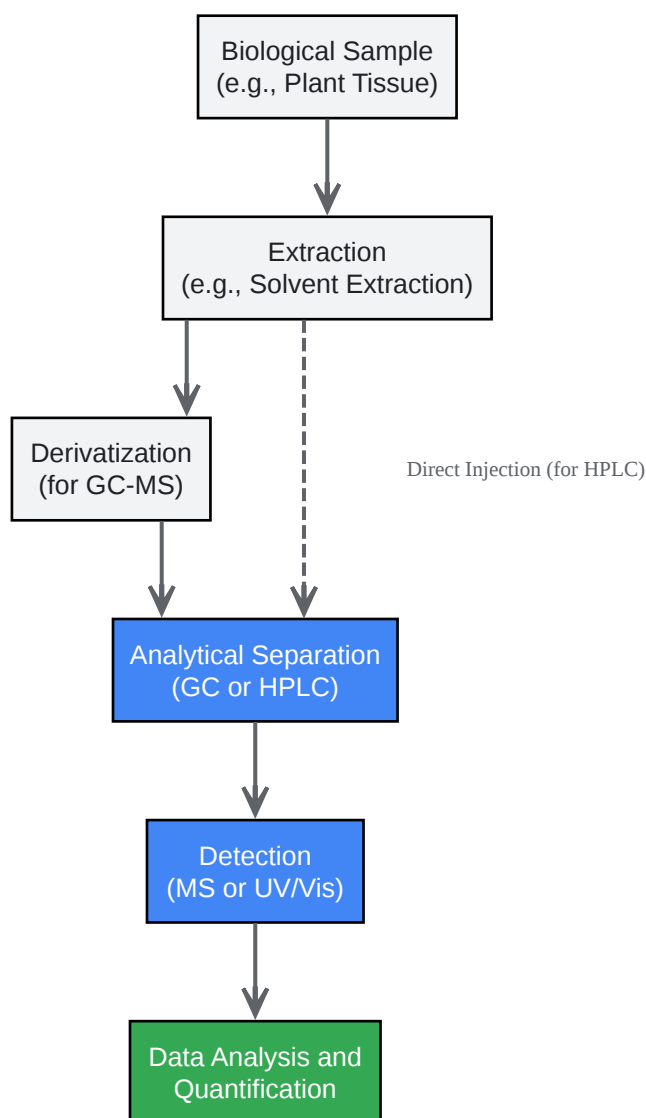 Biological Sample
(e.g., Plant Tissue)
Extraction
(e.g., Solvent Extraction)
Derivatization
(for GC-MS)
Direct Injection (for HPLC)
Analytical Separation
(GC or HPLC)
Detection
(MS or UV/Vis)
Data Analysis and
Quantification